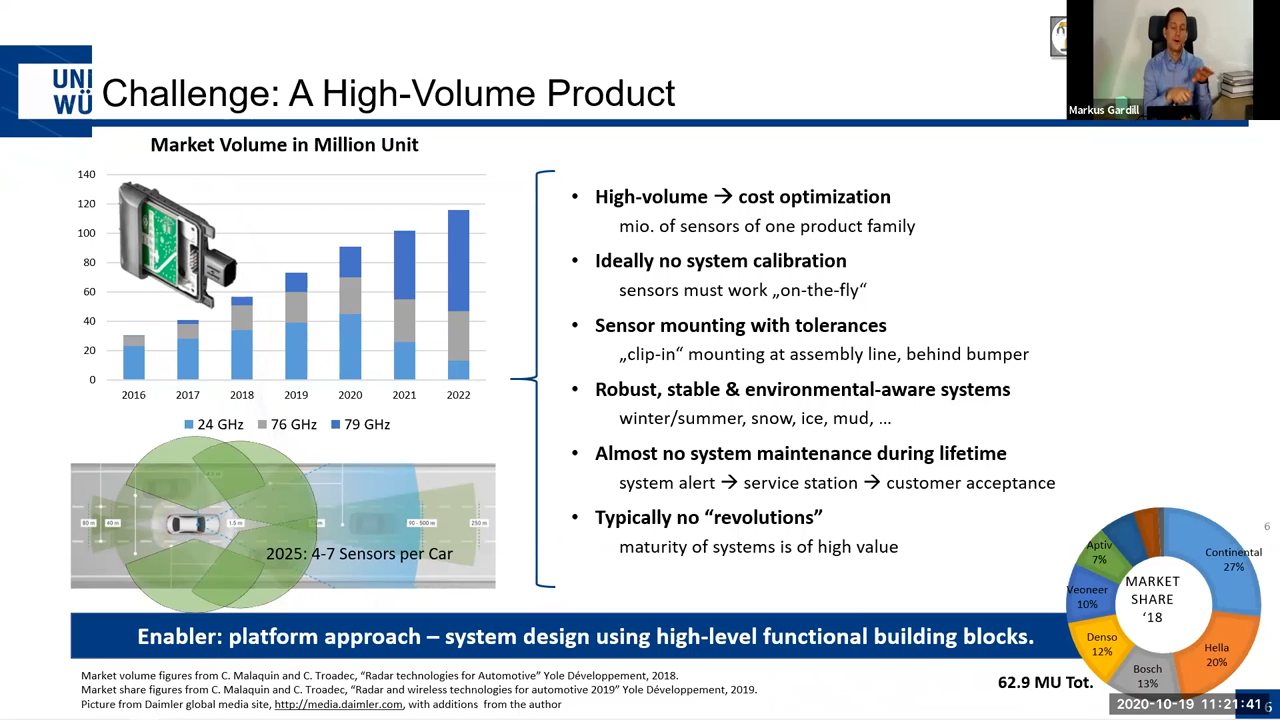 Markus Gardill
UNI
WÜ
Challenge: A High-Volume Product
Market Volume in Million Unit
140
120
100
80
60
40
20
0
2016 2017 2018 2019 2020 2021 2022
24 GHz 76 GHz 79 GHz
80 m 40 m 1.5 m 90 - 500 m 250 m
2025: 4-7 Sensors per Car
• High-volume → cost optimization
mio. of sensors of one product family
• Ideally no system calibration
sensors must work „on-the-fly“
• Sensor mounting with tolerances
„clip-in“ mounting at assembly line, behind bumper
• Robust, stable & environmental-aware systems
winter/summer, snow, ice, mud, ...
• Almost no system maintenance during lifetime
system alert → service station → customer acceptance
• Typically no “revolutions”
maturity of systems is of high value
6
Continental
27%
Hella
20%
Bosch
13%
Denso
12%
Veoneer
10%
Aptiv
7%
MARKET
SHARE
‘18
Enabler: platform approach – system design using high-level functional building blocks.
62.9 MU Tot.
Market volume figures from C. Malaquin and C. Troadec, “Radar technologies for Automotive” Yole Développement, 2018.
Market share figures from C. Malaquin and C. Troadec, “Radar and wireless technologies for automotive 2019” Yole Développement, 2019.
Picture from Daimler global media site, http://media.daimler.com, with additions from the author
2020-10-19 11:21:41
6